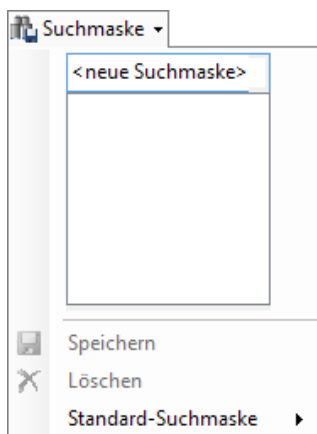 Suchmaske
<neue Suchmaske>
Speichern
Löschen
Standard-Suchmaske